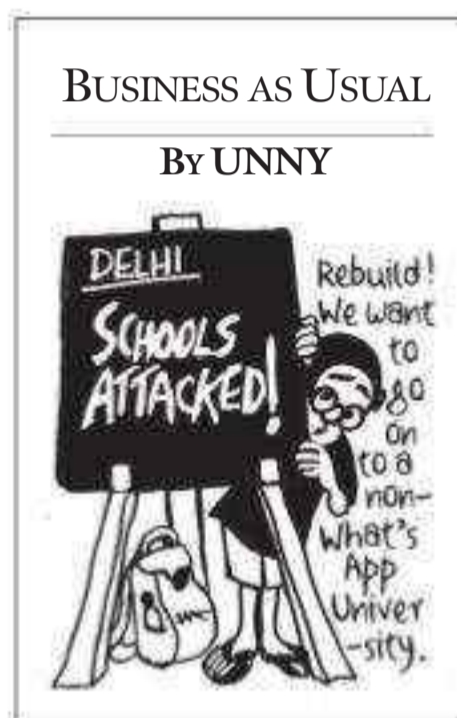 BUSINESS AS USUAL
BY UNNY
DELHI
SCHOOLS
ATTACKED!
Rebuild!
We want
to
go
on
to a
non-
What's
App
Univer
-sity.